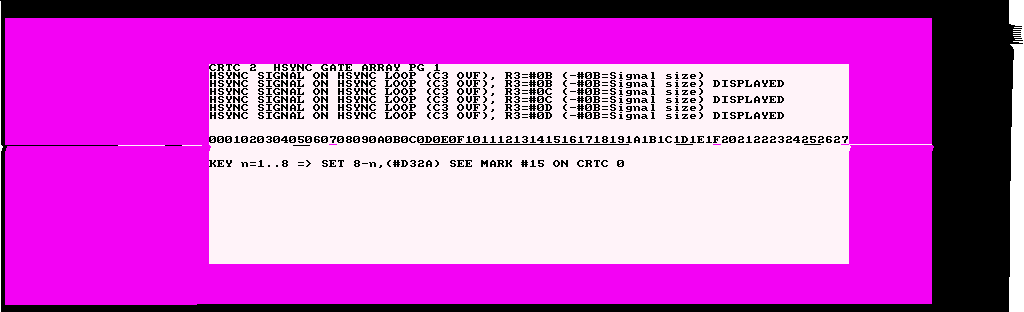 CRTC 2  HSYNC GATE ARRAY PG 1
HSYNC SIGNAL ON HSYNC LOOP (C3 OVF), R3=#0B (-#0B=Signal size)
HSYNC SIGNAL ON HSYNC LOOP (C3 OVF), R3=#0B (-#0B=Signal size) DISPLAYED
HSYNC SIGNAL ON HSYNC LOOP (C3 OVF), R3=#0C (-#0B=Signal size)
HSYNC SIGNAL ON HSYNC LOOP (C3 OVF), R3=#0C (-#0B=Signal size) DISPLAYED
HSYNC SIGNAL ON HSYNC LOOP (C3 OVF), R3=#0D (-#0B=Signal size)
HSYNC SIGNAL ON HSYNC LOOP (C3 OVF), R3=#0D (-#0B=Signal size) DISPLAYED
000102030405060708090A0B0C0D0E0F101112131415161718191A1B1C1D1E1F2021222324252627
KEY n=1..8 => SET 8-n,(#D32A) SEE MARK #15 ON CRTC 0